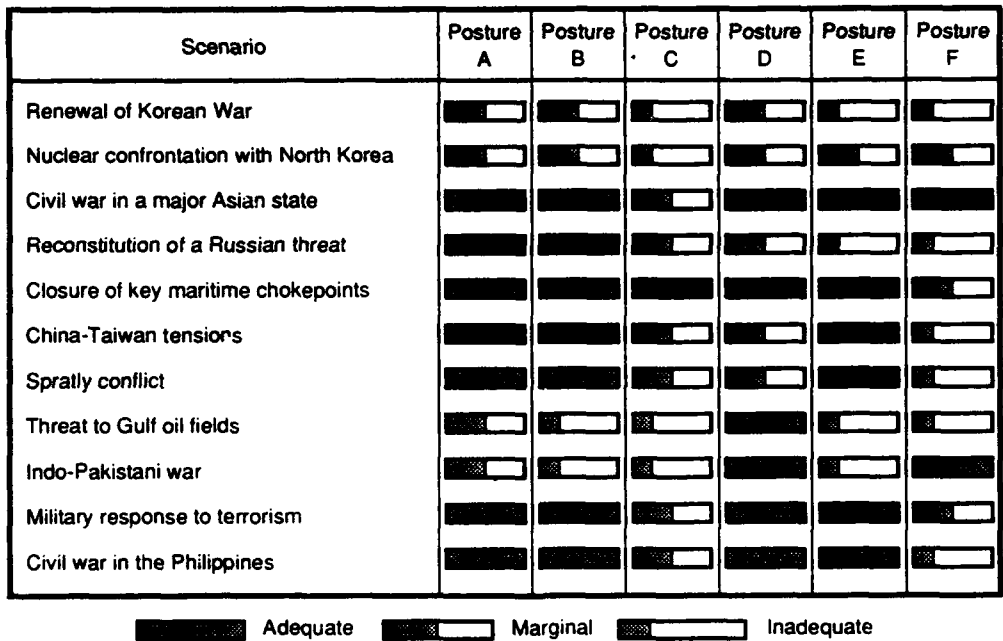 Scenario
Posture A
Posture B
Posture C
Posture D
Posture E
Posture F
Renewal of Korean War
Nuclear confrontation with North Korea
Civil war in a major Asian state
Reconstitution of a Russian threat
Closure of key maritime chokepoints
China-Taiwan tensions
Spratly conflict
Threat to Gulf oil fields
Indo-Pakistani war
Military response to terrorism
Civil war in the Philippines
Adequate
Marginal
Inadequate